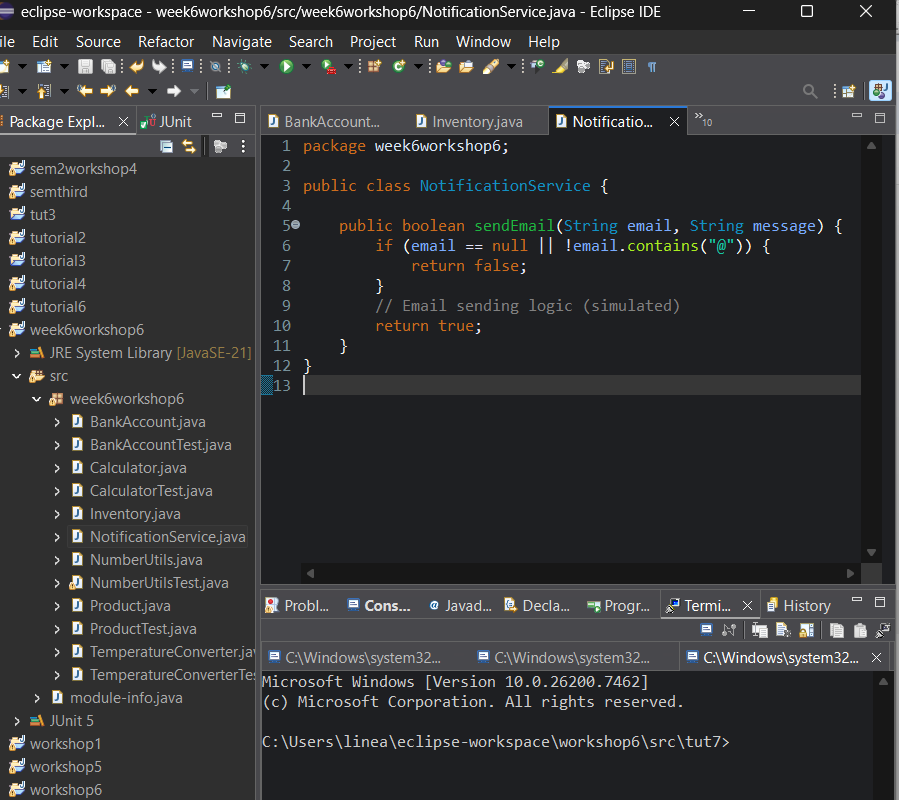 eclipse-workspace - week6workshop6/src/week6workshop6/NotificationService.java - Eclipse IDE
ile Edit Source Refactor Navigate Search Project Run Window Help
Package Expl... JUnit
sem2workshop4
semthird
tut3
tutorial2
tutorial3
tutorial4
tutorial6
week6workshop6
JRE System Library [JavaSE-21]
src
week6workshop6
BankAccount.java
BankAccountTest.java
Calculator.java
CalculatorTest.java
Inventory.java
NotificationService.java
NumberUtils.java
NumberUtilsTest.java
Product.java
ProductTest.java
TemperatureConverter.jav
TemperatureConverterTes
module-info.java
JUnit 5
workshop1
workshop5
workshop6
BankAccount... Inventory.java Notificatio... »10
1 package week6workshop6;
2
3 public class NotificationService {
4
5 public boolean sendEmail(String email, String message) {
6 if (email == null || !email.contains("@")) {
7 return false;
8 }
9 // Email sending logic (simulated)
10 return true;
11 }
12 }
13
Probl... Cons... Javad... Decla... Progr... Termi... History
C:\Windows\system32... C:\Windows\system32... C:\Windows\system32...
Microsoft Windows [Version 10.0.26200.7462]
(c) Microsoft Corporation. All rights reserved.
C:\Users\linea\eclipse-workspace\workshop6\src\tut7>